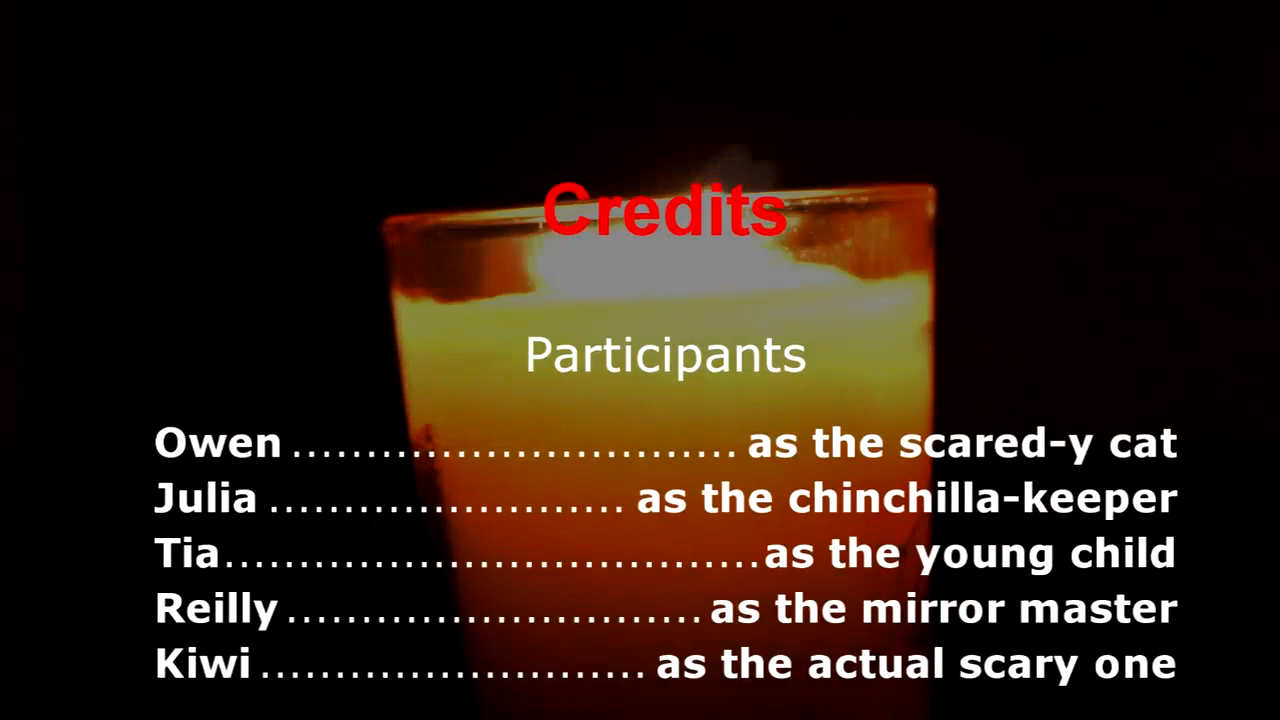 Credits
Participants
Owen .............................. as the scared-y cat
Julia ........................ as the chinchilla-keeper
Tia....................................as the young child
Reilly ............................ as the mirror master
Kiwi .......................... as the actual scary one